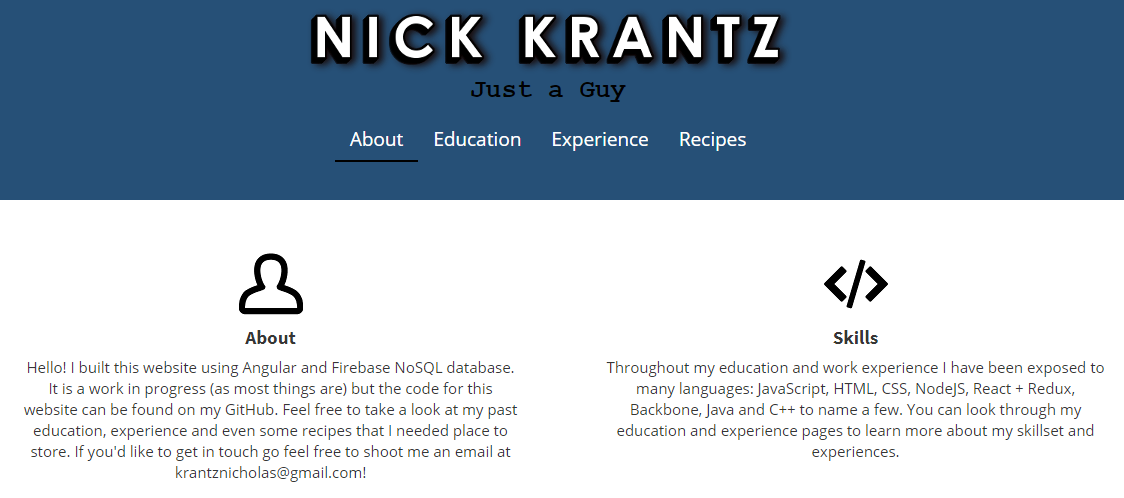 NICK KRANTZ
Just a Guy
About Education Experience Recipes
About
Hello! I built this website using Angular and Firebase NoSQL database.
It is a work in progress (as most things are) but the code for this
website can be found on my GitHub. Feel free to take a look at my past
education, experience and even some recipes that I needed place to
store. If you'd like to get in touch go feel free to shoot me an email at
krantznicholas@gmail.com!
Skills
Throughout my education and work experience I have been exposed to
many languages: JavaScript, HTML, CSS, NodeJS, React + Redux,
Backbone, Java and C++ to name a few. You can look through my
education and experience pages to learn more about my skillset and
experiences.